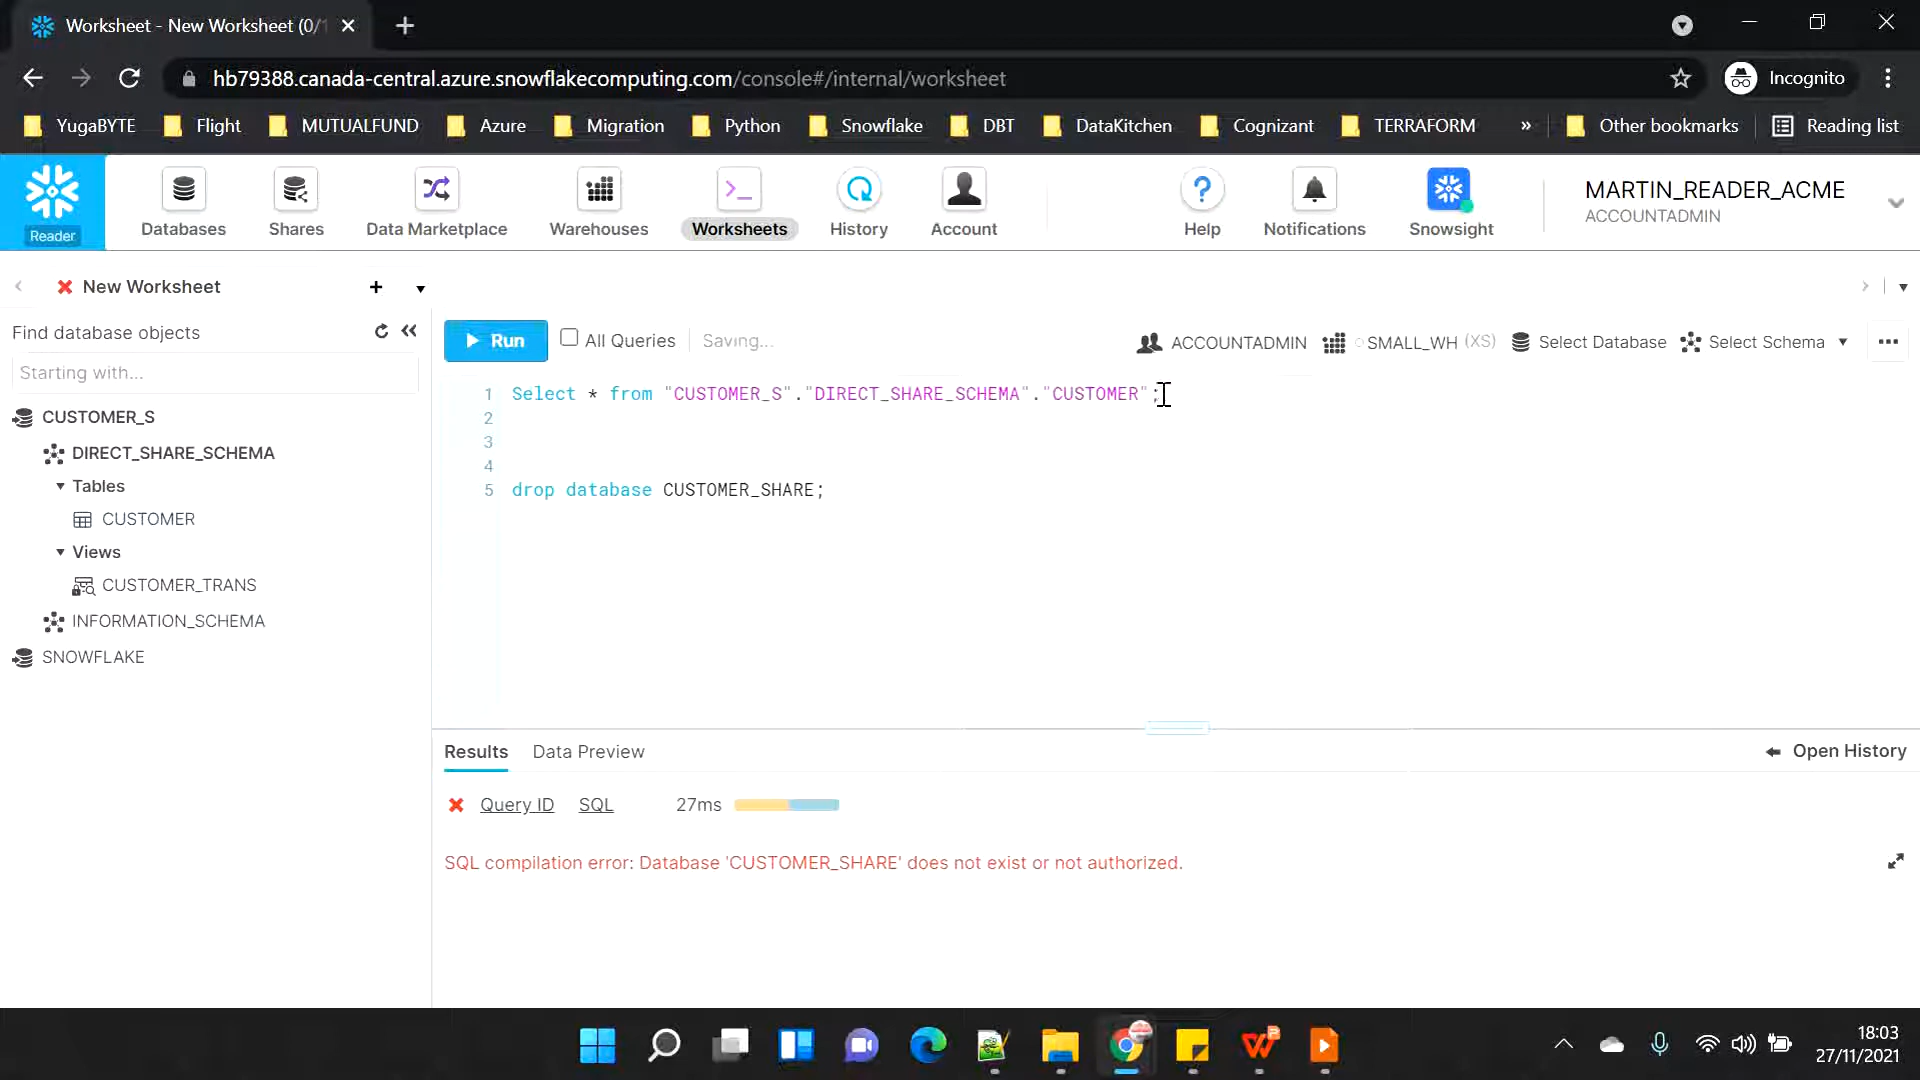 Worksheet - New Worksheet (0/
hb79388.canada-central.azure.snowflakecomputing.com/console#/internal/worksheet
Incognito
YugaBYTE Flight MUTUALFUND Azure Migration Python Snowflake DBT DataKitchen Cognizant TERRAFORM » Other bookmarks Reading list
Reader
Databases Shares Data Marketplace Warehouses Worksheets History Account Help Notifications Snowsight
MARTIN_READER_ACME
ACCOUNTADMIN
New Worksheet
Find database objects
Starting with...
CUSTOMER_S
DIRECT_SHARE_SCHEMA
Tables
CUSTOMER
Views
CUSTOMER_TRANS
INFORMATION_SCHEMA
SNOWFLAKE
Run All Queries Saving... ACCOUNTADMIN SMALL_WH (XS) Select Database Select Schema
1 Select * from "CUSTOMER_S"."DIRECT_SHARE_SCHEMA"."CUSTOMER";
2
3
4
5 drop database CUSTOMER_SHARE;
Results Data Preview Open History
Query ID SQL 27ms
SQL compilation error: Database 'CUSTOMER_SHARE' does not exist or not authorized.
18:03
27/11/2021